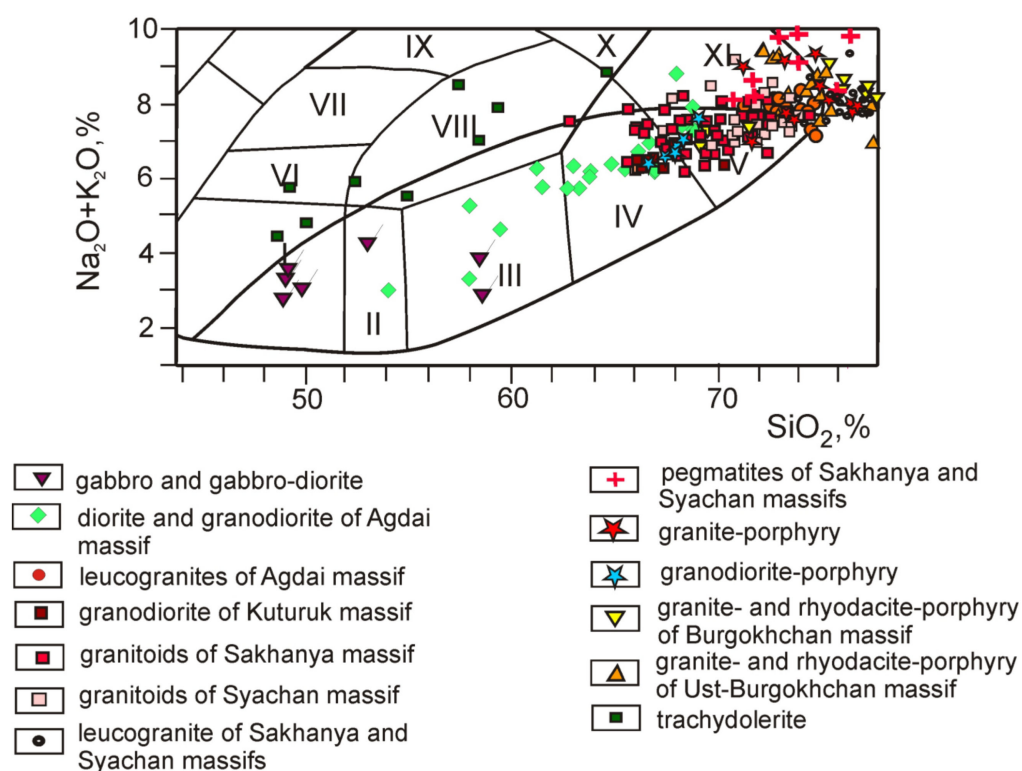 10
8
6
4
2
Na₂O+K₂O,%
IX
X
XI
VII
VIII
VI
V
IV
I
III
II
50
60
70
SiO₂,%
gabbro and gabbro-diorite
diorite and granodiorite of Agdai
massif
leucogranites of Agdai massif
granodiorite of Kuturuk massif
granitoids of Sakhanya massif
granitoids of Syachan massif
leucogranite of Sakhanya and
Syachan massifs
pegmatites of Sakhanya and
Syachan massifs
granite-porphyry
granodiorite-porphyry
granite- and rhyodacite-porphyry
of Burgokhchan massif
granite- and rhyodacite-porphyry
of Ust-Burgokhchan massif
trachydolerite